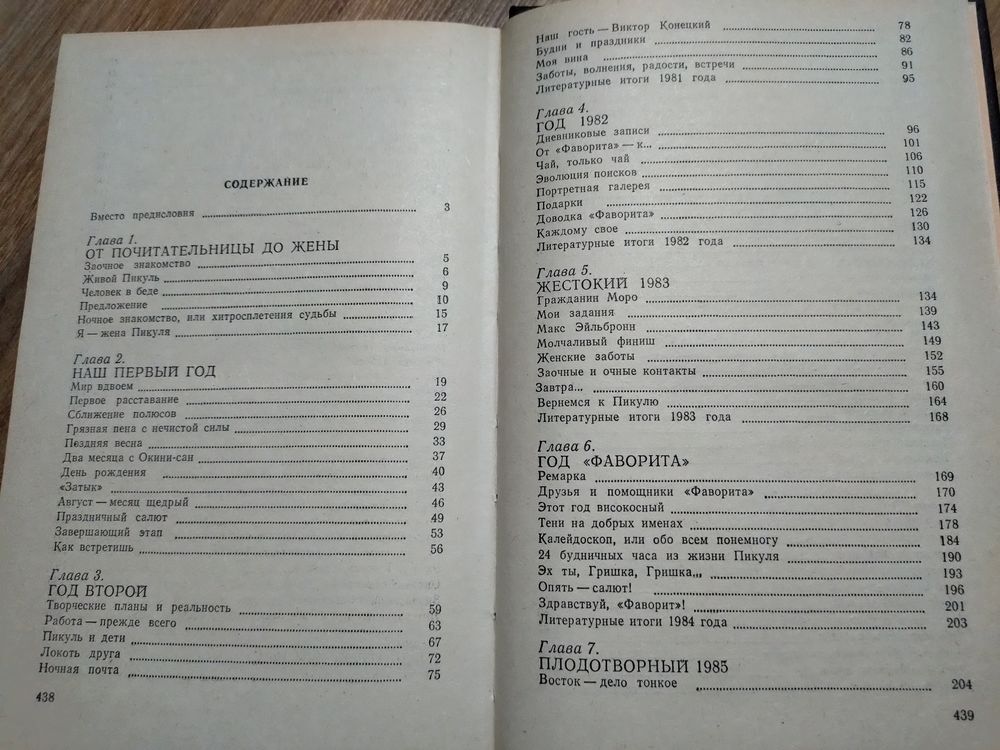 СОДЕРЖАНИЕ
Вместо предисловия 3
Глава 1.
ОТ ПОЧИТАТЕЛЬНИЦЫ ДО ЖЕНЫ
Заочное знакомство 5
Живой Пикуль 6
Человек в беде 9
Предложение 10
Ночное знакомство, или хитросплетения судьбы 15
Я — жена Пикуля 17
Глава 2.
НАШ ПЕРВЫЙ ГОД
Мир вдвоем 19
Первое расставание 22
Сближение полюсов 26
Грязная пена с нечистой силы 29
Поздняя весна 33
Два месяца с Окини-сан 37
День рождения 40
«Затык» 43
Август — месяц щедрый 46
Праздничный салют 49
Завершающий этап 53
Как встретишь 56
Глава 3.
ГОД ВТОРОЙ
Творческие планы и реальность 59
Работа — прежде всего 63
Пикуль и дети 67
Локоть друга 72
Ночная почта 75
438
Наш гость — Виктор Конецкий 78
Будни и праздники 82
Моя вина 86
Заботы, волнения, радости, встречи 91
Литературные итоги 1981 года 95
Глава 4.
ГОД 1982
Дневниковые записи 96
От «Фаворита» — к... 101
Чай, только чай 106
Эволюция поисков 110
Портретная галерея 115
Подарки 122
Доводка «Фаворита» 126
Каждому свое 130
Литературные итоги 1982 года 134
Глава 5.
ЖЕСТОКИЙ 1983
Гражданин Моро 134
Мои задания 139
Макс Эйльбронн 143
Молчаливый финиш 149
Женские заботы 152
Заочные и очные контакты 155
Завтра... 160
Вернемся к Пикулю 164
Литературные итоги 1983 года 168
Глава 6.
ГОД «ФАВОРИТА»
Ремарка 169
Друзья и помощники «Фаворита» 170
Этот год високосный 174
Тени на добрых именах 178
Калейдоскоп, или обо всем понемногу 184
24 будничных часа из жизни Пикуля 190
Эх ты, Гришка, Гришка... 193
Опять — салют! 196
Здравствуй, «Фаворит»! 201
Литературные итоги 1984 года 203
Глава 7.
ПЛОДОТВОРНЫЙ 1985
Восток — дело тонкое 204
439